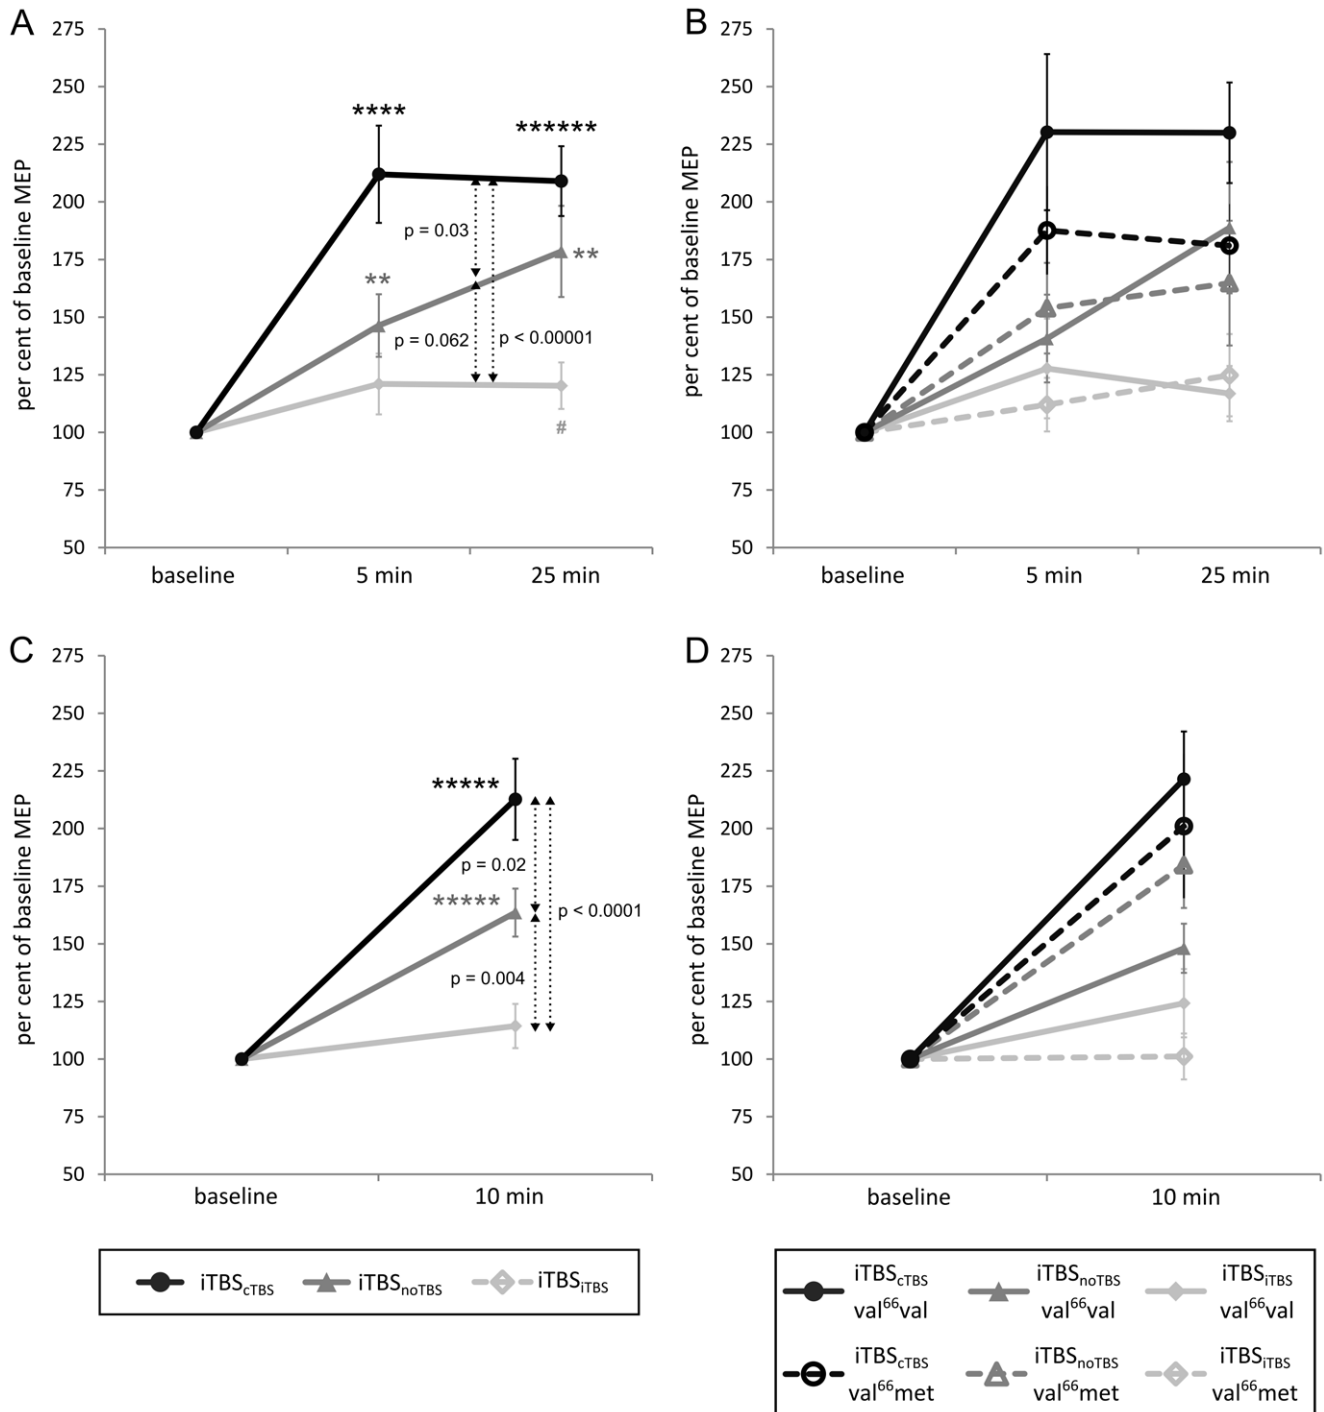 A
per cent of baseline MEP
275
250
225
200
175
150
125
100
75
50
****
******
**
**
p = 0.03
p = 0.062
p < 0.00001
#
baseline
5 min
25 min
B
per cent of baseline MEP
275
250
225
200
175
150
125
100
75
50
baseline
5 min
25 min
C
per cent of baseline MEP
275
250
225
200
175
150
125
100
75
50
*****
*****
p = 0.02
p < 0.0001
p = 0.004
baseline
10 min
D
per cent of baseline MEP
275
250
225
200
175
150
125
100
75
50
baseline
10 min
iTBScTBS
iTBSnoTBS
iTBSiTBS
iTBScTBS
val66val
iTBSnoTBS
val66val
iTBSiTBS
val66val
iTBScTBS
val66met
iTBSnoTBS
val66met
iTBSiTBS
val66met